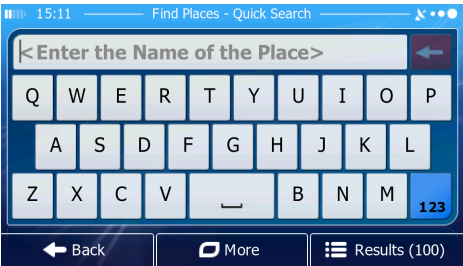 15:11 Find Places - Quick Search
<Enter the Name of the Place>
Q W E R T Y U I O P
A S D F G H J K L
Z X C V B N M 123
Back More Results (100)